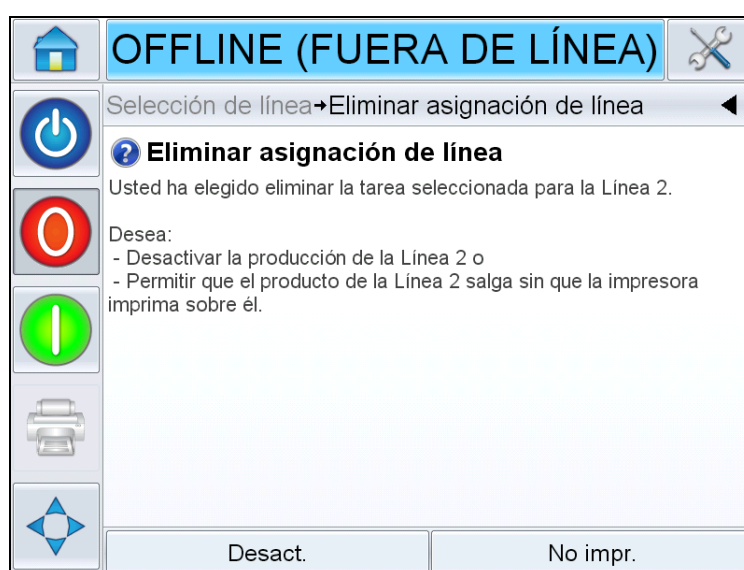 OFFLINE (FUERA DE LÍNEA)
Selección de línea→Eliminar asignación de línea
Eliminar asignación de línea
Usted ha elegido eliminar la tarea seleccionada para la Línea 2.
Desea:
- Desactivar la producción de la Línea 2 o
- Permitir que el producto de la Línea 2 salga sin que la impresora
imprima sobre él.
Desact.
No impr.